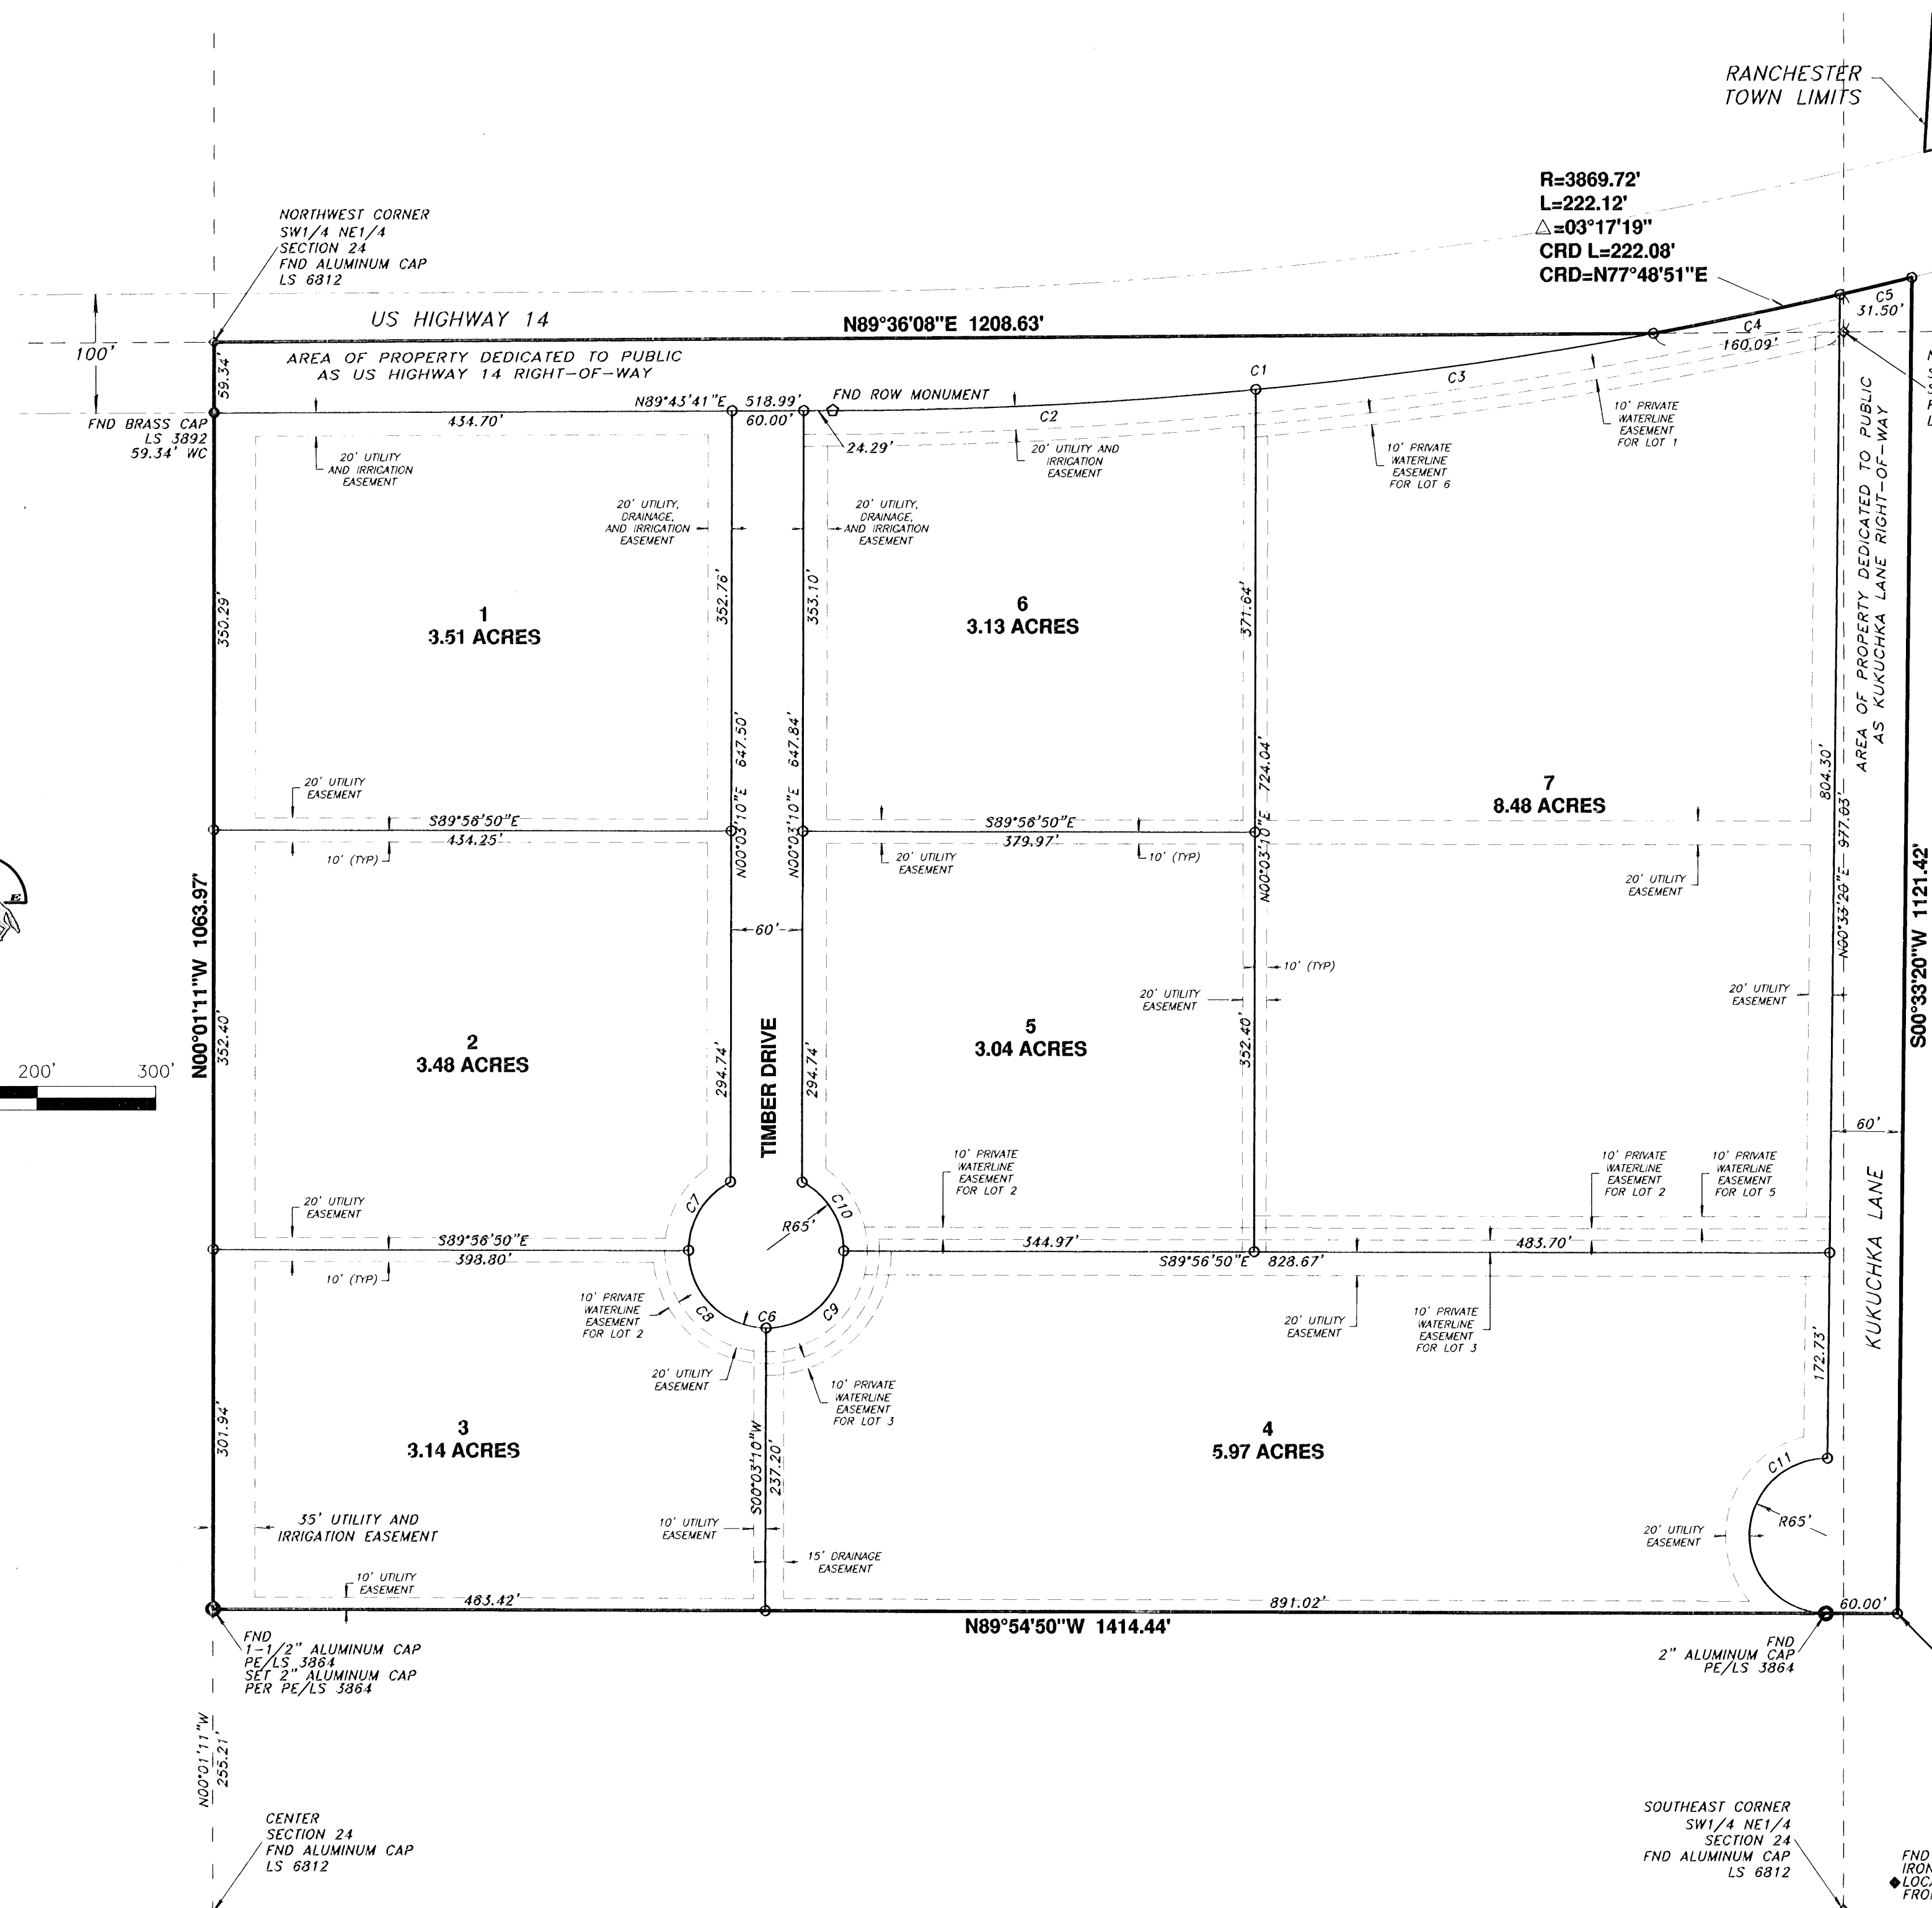 RANCHESTER
TOWN LIMITS
R=3869.72'
L=222.12'
△=03°17'19"
CRD L=222.08'
CRD=N77°48'51"E
NORTHWEST CORNER
SW1/4 NE1/4
SECTION 24
FND ALUMINUM CAP
LS 6812
100'
US HIGHWAY 14
N89°36'08"E 1208.63'
C5
31.50'
C4
160.09'
59.34'
AREA OF PROPERTY DEDICATED TO PUBLIC
AS US HIGHWAY 14 RIGHT-OF-WAY
C1
C3
FND ROW MONUMENT
N89°43'41"E 518.99'
434.70'
60.00'
C2
24.29'
FND BRASS CAP
LS 3892
59.34' WC
20' UTILITY
AND IRRIGATION
EASEMENT
20' UTILITY AND
IRRIGATION
EASEMENT
10' PRIVATE
WATERLINE
EASEMENT
FOR LOT 6
10' PRIVATE
WATERLINE
EASEMENT
FOR LOT 1
AREA OF PROPERTY DEDICATED TO PUBLIC
AS KUKUCHKA LANE RIGHT-OF-WAY
20' UTILITY,
DRAINAGE,
AND IRRIGATION
EASEMENT
20' UTILITY,
DRAINAGE,
AND IRRIGATION
EASEMENT
350.29'
1
3.51 ACRES
352.76'
353.10'
6
3.13 ACRES
371.64'
7
8.48 ACRES
804.30'
N00°03'10"E 647.50'
N00°03'10"E 647.84'
N00°03'10"E 724.04'
N00°33'20"E 977.03'
20' UTILITY
EASEMENT
S89°56'50"E
434.25'
10' (TYP)
S89°56'50"E
379.97'
20' UTILITY
EASEMENT
10' (TYP)
20' UTILITY
EASEMENT
E
N00°01'11"W 1063.97'
S00°33'20"W 1121.42'
60'
10' (TYP)
20' UTILITY
EASEMENT
20' UTILITY
EASEMENT
200'
300'
352.40'
2
3.48 ACRES
294.74'
TIMBER DRIVE
294.74'
5
3.04 ACRES
352.40'
60'
10' PRIVATE
WATERLINE
EASEMENT
FOR LOT 2
10' PRIVATE
WATERLINE
EASEMENT
FOR LOT 2
10' PRIVATE
WATERLINE
EASEMENT
FOR LOT 5
KUKUCHKA LANE
20' UTILITY
EASEMENT
C7
C10
R65'
S89°56'50"E
398.80'
10' (TYP)
344.97'
S89°56'50"E 828.67'
483.70'
10' PRIVATE
WATERLINE
EASEMENT
FOR LOT 2
C8
C6
C9
20' UTILITY
EASEMENT
10' PRIVATE
WATERLINE
EASEMENT
FOR LOT 3
20' UTILITY
EASEMENT
10' PRIVATE
WATERLINE
EASEMENT
FOR LOT 3
172.73'
301.94'
3
3.14 ACRES
S00°03'10"W
237.20'
4
5.97 ACRES
C11
R65'
35' UTILITY AND
IRRIGATION EASEMENT
10' UTILITY
EASEMENT
15' DRAINAGE
EASEMENT
20' UTILITY
EASEMENT
10' UTILITY
EASEMENT
463.42'
891.02'
60.00'
N89°54'50"W 1414.44'
FND
1-1/2" ALUMINUM CAP
PE/LS 3864
SET 2" ALUMINUM CAP
PER PE/LS 3864
FND
2" ALUMINUM CAP
PE/LS 3864
N00°01'11"W
255.21'
CENTER
SECTION 24
FND ALUMINUM CAP
LS 6812
SOUTHEAST CORNER
SW1/4 NE1/4
SECTION 24
FND ALUMINUM CAP
LS 6812
FND
IRON